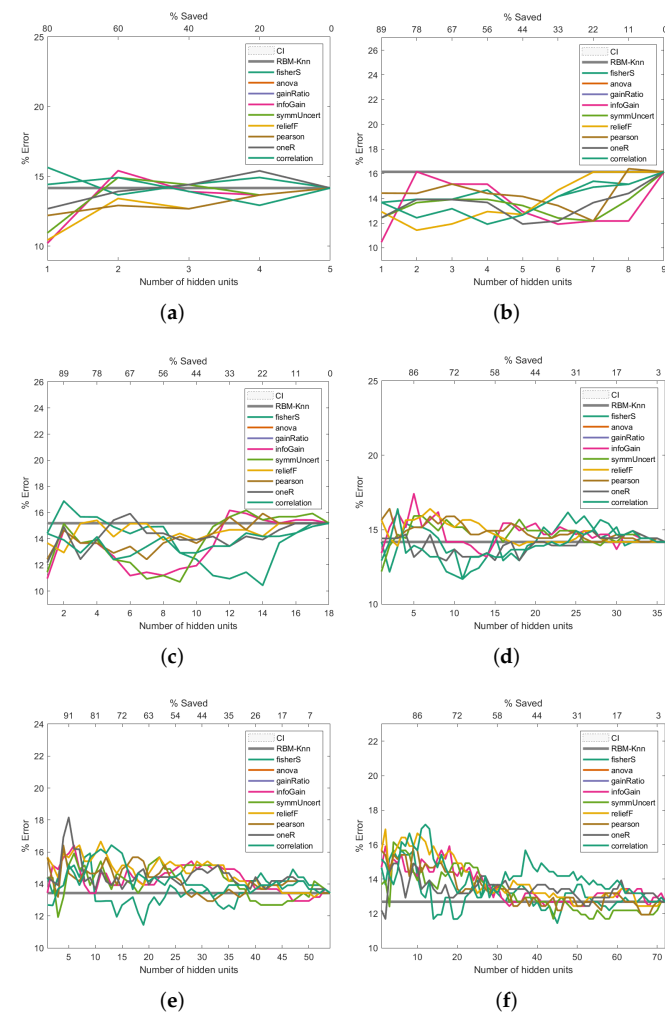 % Saved
80 60 40 20 0
25
20
15
10
% Error
CI
RBM-Knn
fisherS
anova
gainRatio
infoGain
symmUncert
reliefF
pearson
oneR
correlation
1 2 3 4 5
Number of hidden units
(a)
% Saved
89 78 67 56 44 33 22 11 0
26
24
22
20
18
16
14
12
10
% Error
CI
RBM-Knn
fisherS
anova
gainRatio
infoGain
symmUncert
reliefF
pearson
oneR
correlation
1 2 3 4 5 6 7 8 9
Number of hidden units
(b)
% Saved
89 78 67 56 44 33 22 11 0
26
24
22
20
18
16
14
12
10
% Error
CI
RBM-Knn
fisherS
anova
gainRatio
infoGain
symmUncert
reliefF
pearson
oneR
correlation
2 4 6 8 10 12 14 16 18
Number of hidden units
(c)
% Saved
86 72 58 44 31 17 3
25
20
15
10
% Error
CI
RBM-Knn
fisherS
anova
gainRatio
infoGain
symmUncert
reliefF
pearson
oneR
correlation
5 10 15 20 25 30 35
Number of hidden units
(d)
% Saved
91 81 72 63 54 44 35 26 17 7
24
22
20
18
16
14
12
10
% Error
CI
RBM-Knn
fisherS
anova
gainRatio
infoGain
symmUncert
reliefF
pearson
oneR
correlation
5 10 15 20 25 30 35 40 45 50
Number of hidden units
(e)
% Saved
86 72 58 44 31 17 3
22
20
18
16
14
12
10
% Error
CI
RBM-Knn
fisherS
anova
gainRatio
infoGain
symmUncert
reliefF
pearson
oneR
correlation
10 20 30 40 50 60 70
Number of hidden units
(f)